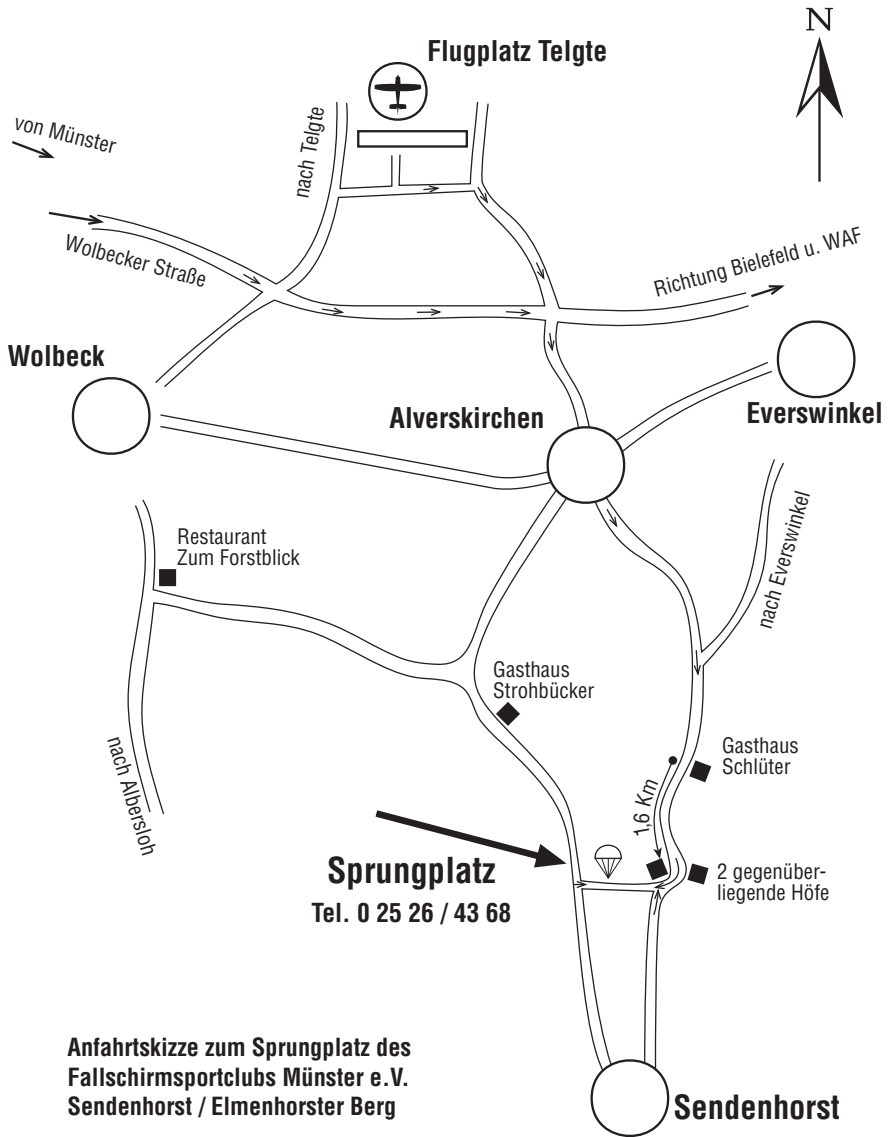 N
Flugplatz Telgte
von Münster
nach Telgte
Wolbecker Straße
Richtung Bielefeld u. WAF
Wolbeck
Everswinkel
Alverskirchen
Restaurant
Zum Forstblick
nach Everswinkel
Gasthaus
Strohbücker
nach Albersloh
Gasthaus
Schlüter
1,6 Km
Sprungplatz
Tel. 0 25 26 / 43 68
2 gegenüber-
liegende Höfe
Anfahrtskizze zum Sprungplatz des
Fallschirmsportclubs Münster e.V.
Sendenhorst / Elmenhorster Berg
Sendenhorst